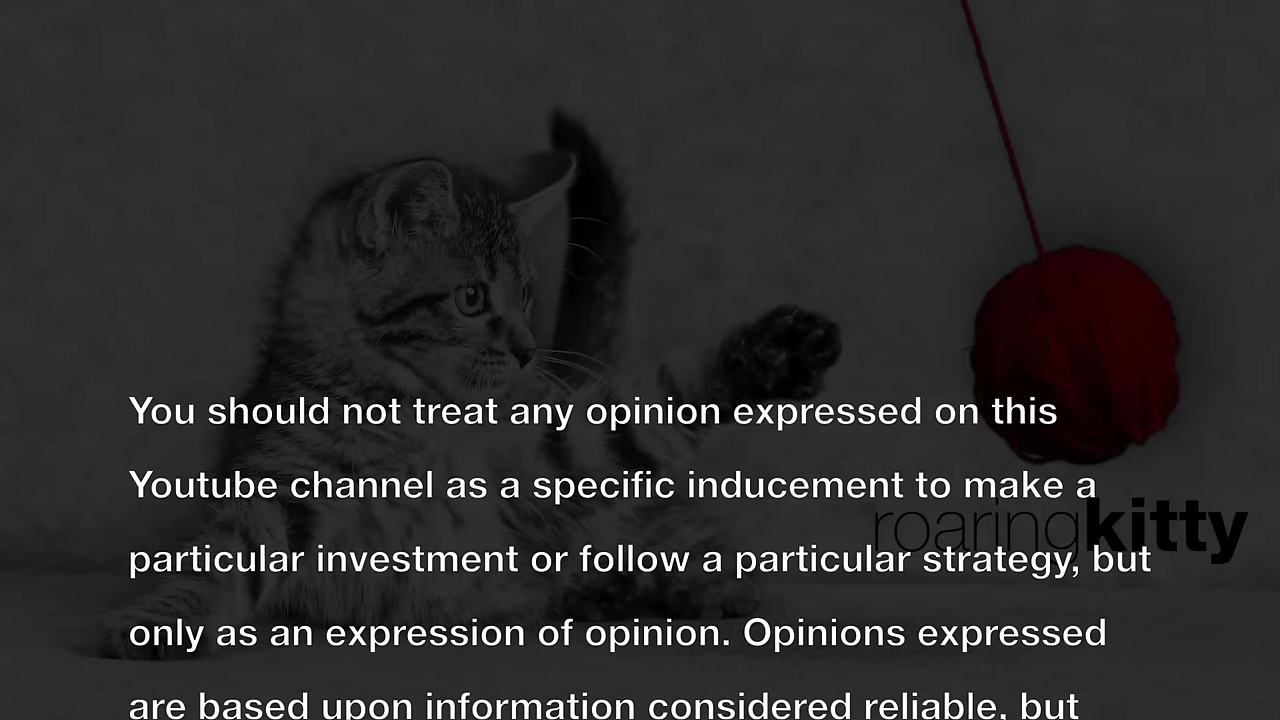 You should not treat any opinion expressed on this
Youtube channel as a specific inducement to make a
roaringkitty
particular investment or follow a particular strategy, but
only as an expression of opinion. Opinions expressed
are based upon information considered reliable, but